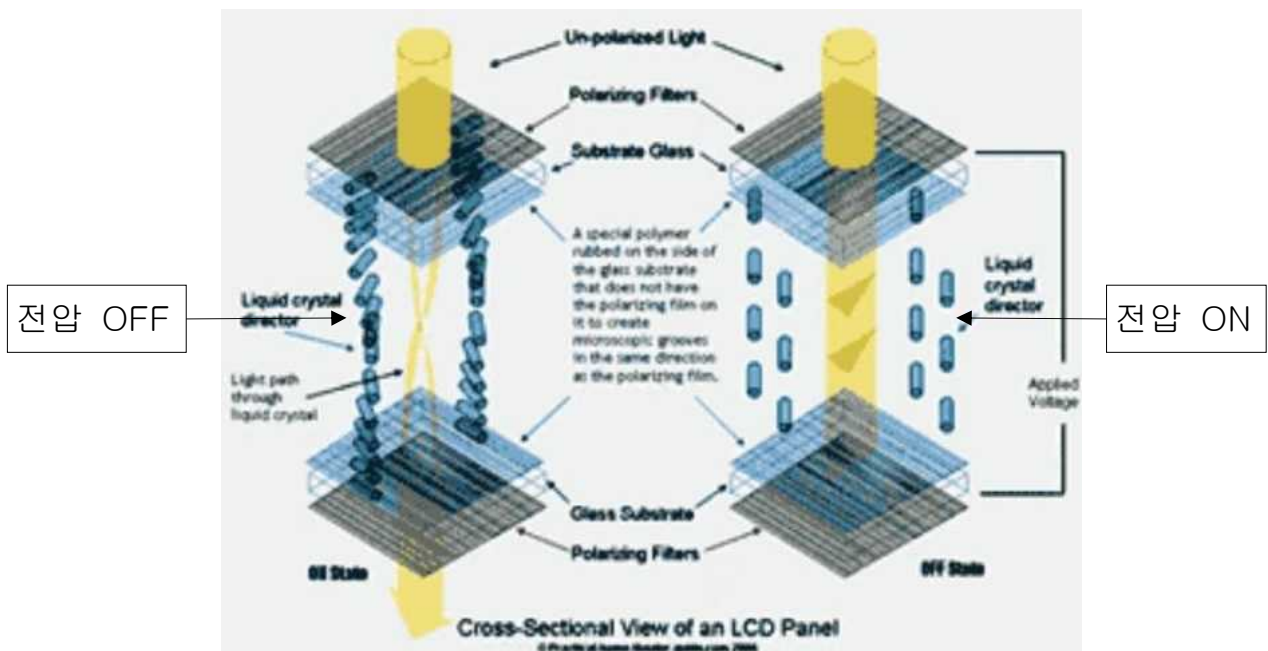 Un-polarized Light
Polarizing Filters
Substrate Glass
A special polymer
rubbed on the side of
the glass substrate
that does not have
the polarizing film on
it to create
microscopic grooves
in the same direction
as the polarizing film.
전압 OFF
Liquid crystal
director
Light path
through
liquid crystal
Liquid
crystal
director
전압 ON
Applied
Voltage
Glass Substrate
Polarizing Filters
State
OFF State
Cross-Sectional View of an LCD Panel